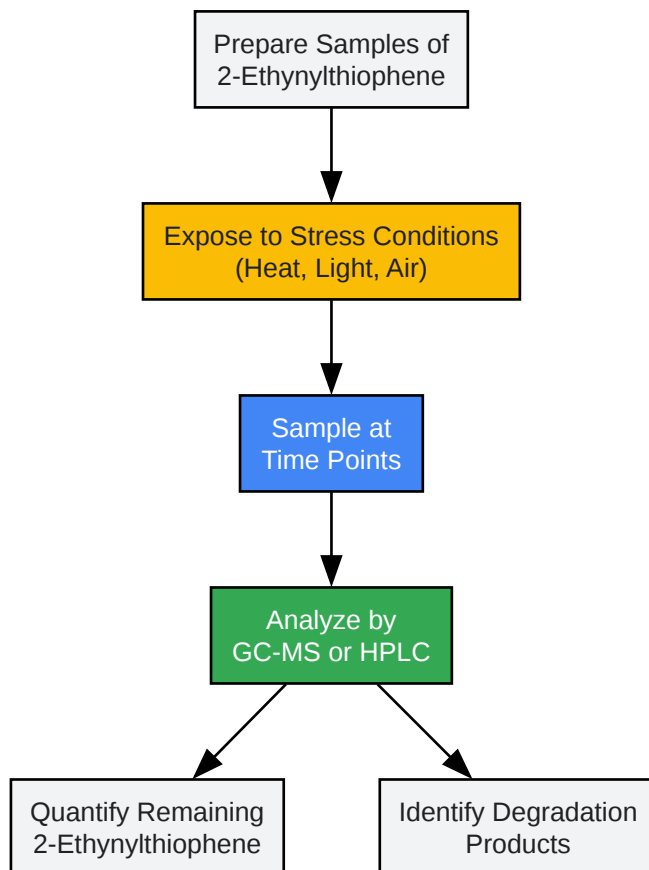 Prepare Samples of
2-Ethynylthiophene
Expose to Stress Conditions
(Heat, Light, Air)
Sample at
Time Points
Analyze by
GC-MS or HPLC
Quantify Remaining
2-Ethynylthiophene
Identify Degradation
Products